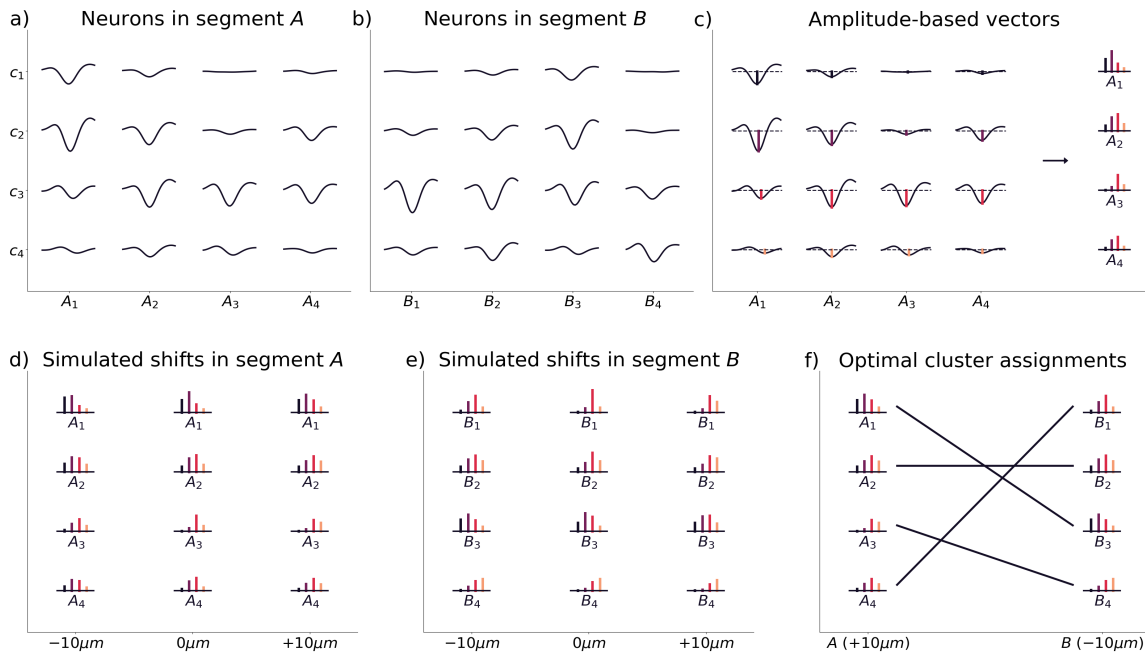 a) Neurons in segment A
b) Neurons in segment B
c) Amplitude-based vectors
c1
c2
c3
c4
A1 A2 A3 A4
B1 B2 B3 B4
A1 A2 A3 A4
A1
A2
A3
A4
d) Simulated shifts in segment A
e) Simulated shifts in segment B
f) Optimal cluster assignments
A1 A1 A1
A2 A2 A2
A3 A3 A3
A4 A4 A4
−10μm 0μm +10μm
B1 B1 B1
B2 B2 B2
B3 B3 B3
B4 B4 B4
−10μm 0μm +10μm
A1 B1
A2 B2
A3 B3
A4 B4
A (+10μm) B (−10μm)